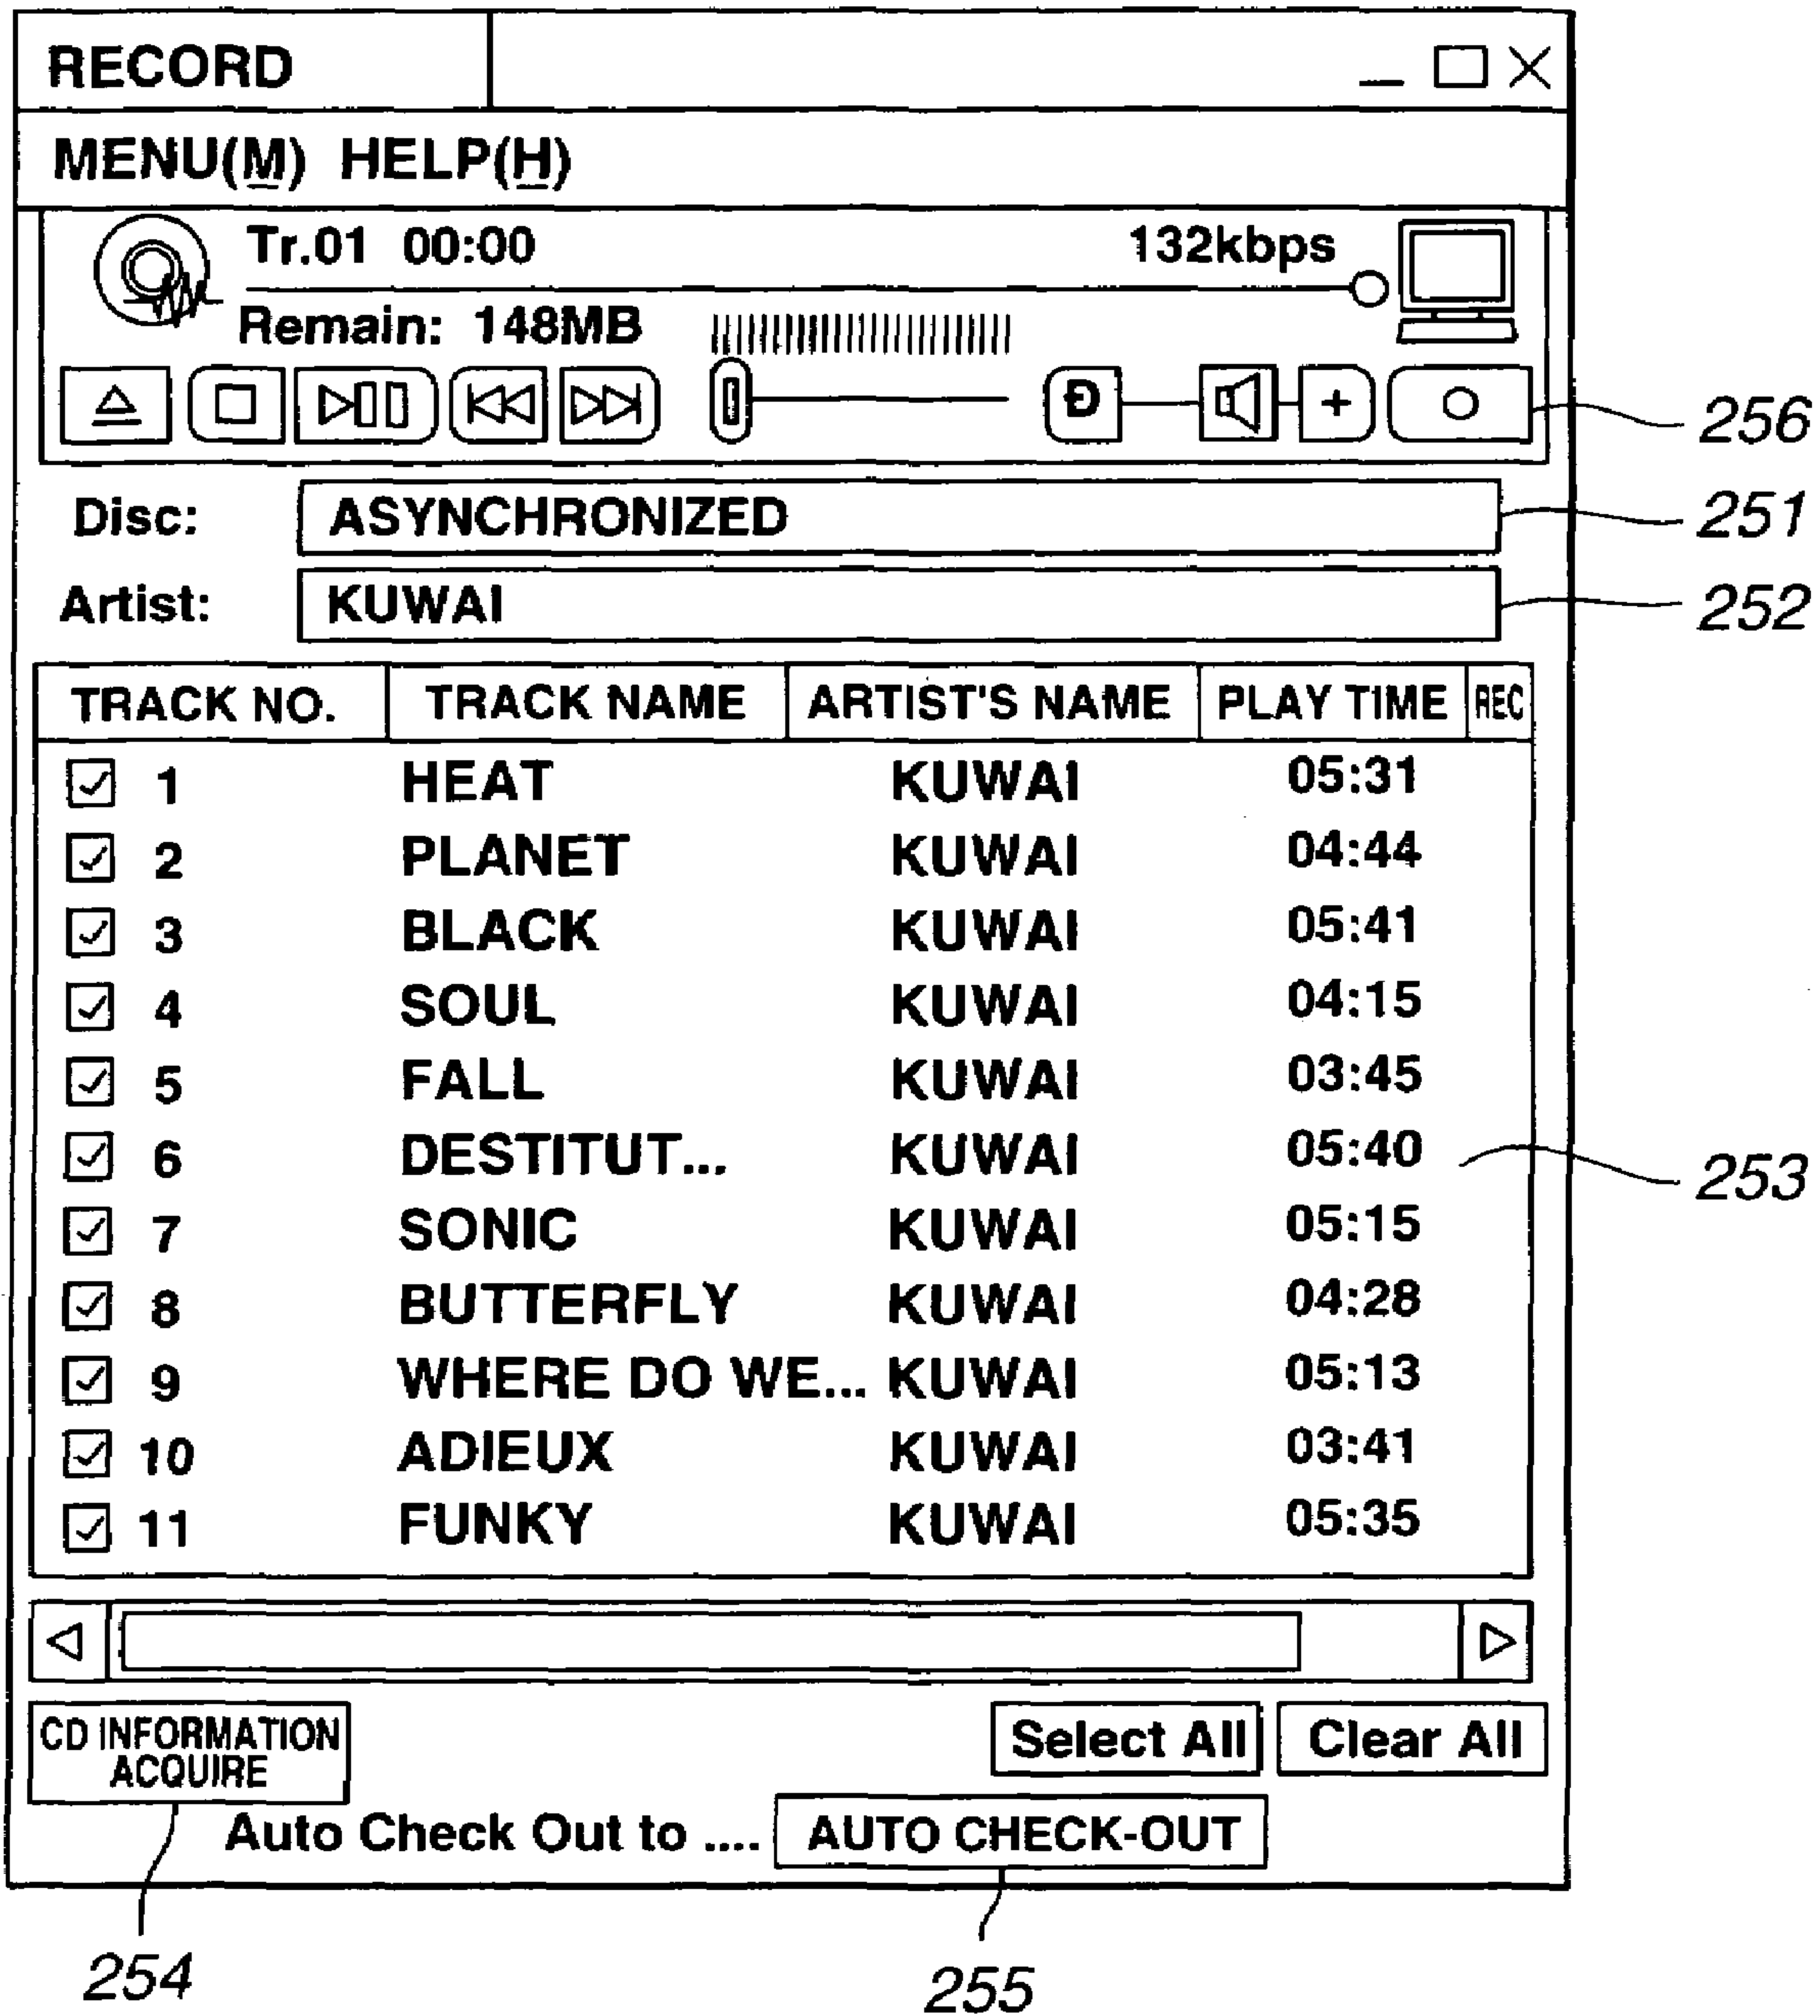 RECORD
MENU(M) HELP(H)
Tr.01 00:00 132kbps
Remain: 148MB
Đ + 256
Disc: ASYNCHRONIZED 251
Artist: KUWAI 252
TRACK NO. TRACK NAME ARTIST'S NAME PLAY TIME REC
1 HEAT KUWAI 05:31
2 PLANET KUWAI 04:44
3 BLACK KUWAI 05:41
4 SOUL KUWAI 04:15
5 FALL KUWAI 03:45
6 DESTITUT... KUWAI 05:40 253
7 SONIC KUWAI 05:15
8 BUTTERFLY KUWAI 04:28
9 WHERE DO WE... KUWAI 05:13
10 ADIEUX KUWAI 03:41
11 FUNKY KUWAI 05:35
CD INFORMATION
ACQUIRE
Select All Clear All
Auto Check Out to .... AUTO CHECK-OUT
254 255